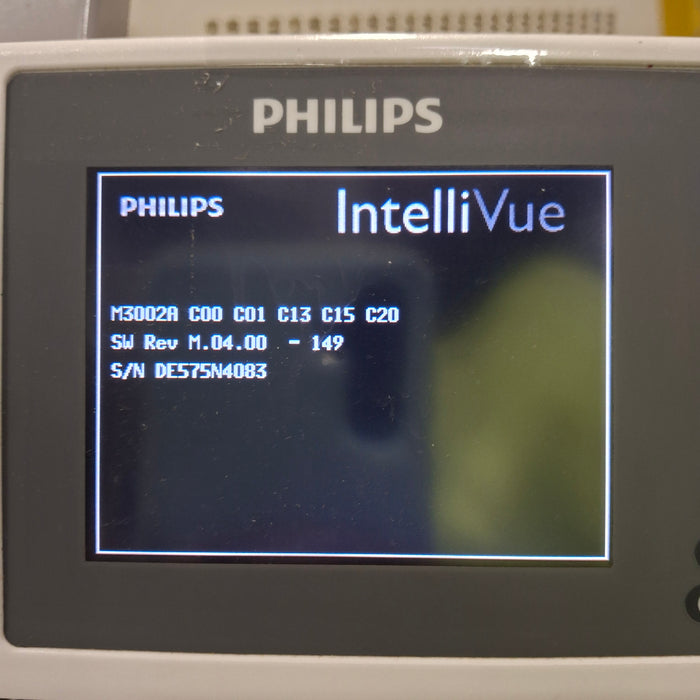 PHILIPS
PHILIPS IntelliVue
M3002A C00 C01 C13 C15 C20
SW Rev M.04.00 - 149
S/N DE575N4083